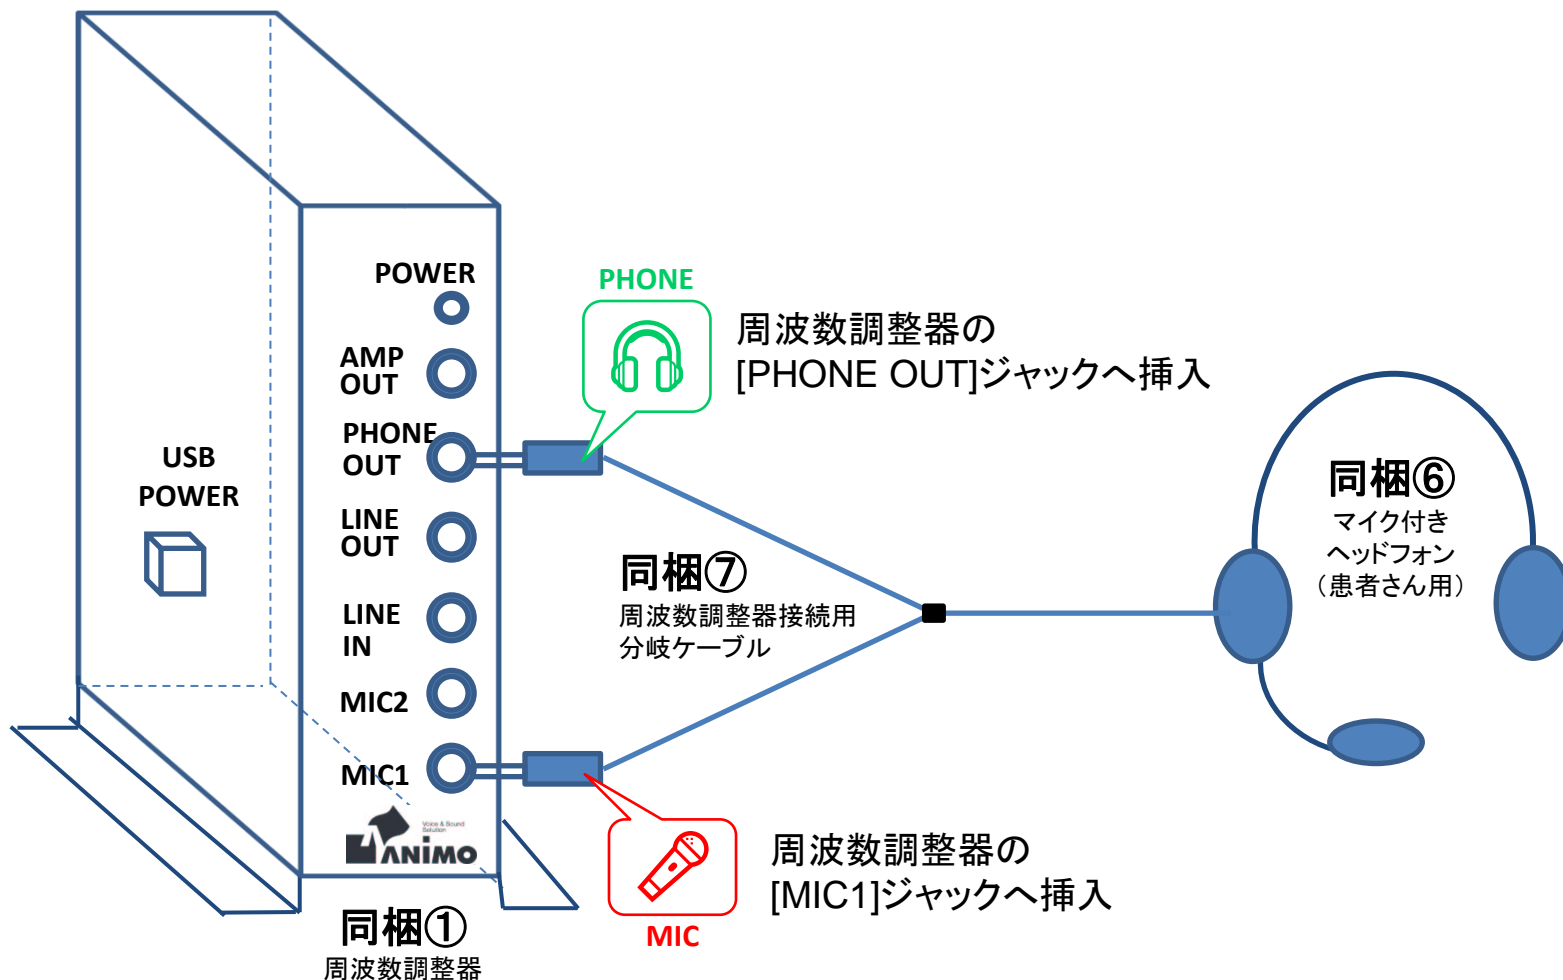 POWER
AMP
OUT
PHONE
OUT
LINE
OUT
LINE
IN
MIC2
MIC1
USB
POWER
Voice & Sound
Solution
ANIMO
同梱①
周波数調整器
PHONE
周波数調整器の
[PHONE OUT]ジャックへ挿入
同梱⑦
周波数調整器接続用
分岐ケーブル
同梱⑥
マイク付き
ヘッドフォン
（患者さん用）
周波数調整器の
[MIC1]ジャックへ挿入
MIC